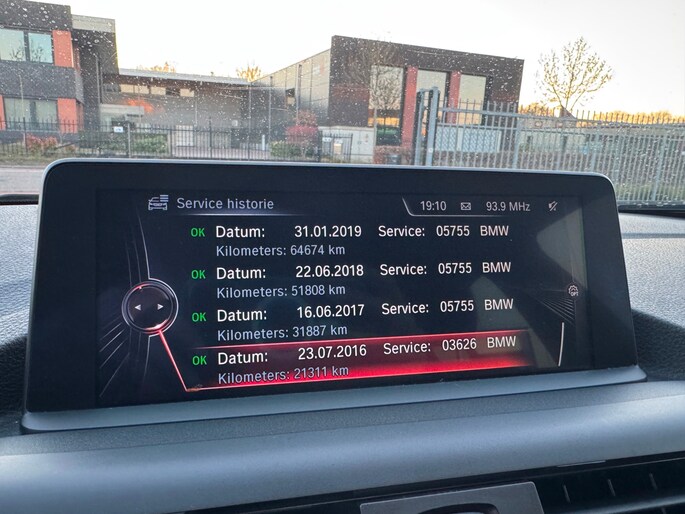 Service historie 19:10 93.9 MHz
OK Datum: 31.01.2019 Service: 05755 BMW
Kilometers: 64674 km
OK Datum: 22.06.2018 Service: 05755 BMW
Kilometers: 51808 km
OK Datum: 16.06.2017 Service: 05755 BMW
Kilometers: 31887 km
OK Datum: 23.07.2016 Service: 03626 BMW
Kilometers: 21311 km